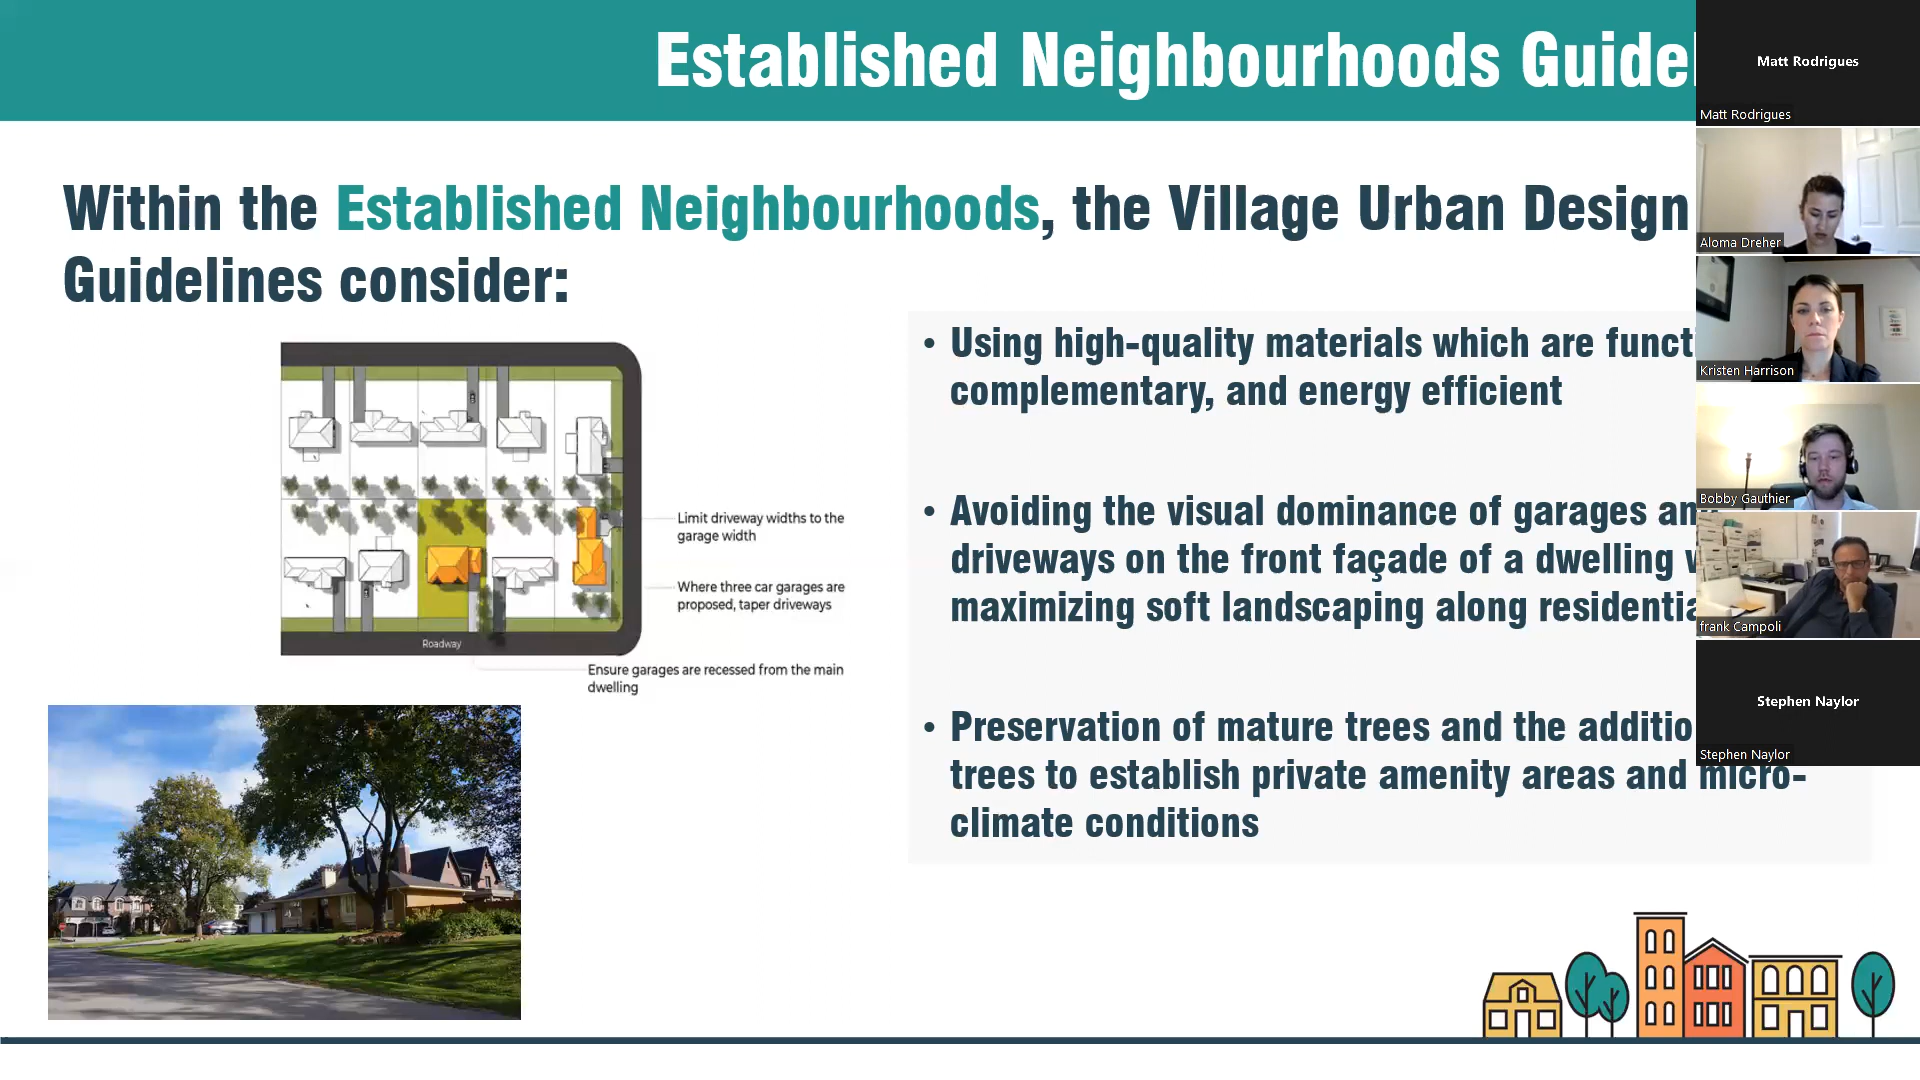 Established Neighbourhoods Guidel
Within the Established Neighbourhoods, the Village Urban Design
Guidelines consider:
Limit driveway widths to the
garage width
Where three car garages are
proposed, taper driveways
Roadway
Ensure garages are recessed from the main
dwelling
• Using high-quality materials which are functi
complementary, and energy efficient
• Avoiding the visual dominance of garages and
driveways on the front façade of a dwelling
maximizing soft landscaping along residentia
• Preservation of mature trees and the additio
trees to establish private amenity areas and micro-
climate conditions
Matt Rodrigues
Matt Rodrigues
Aloma Dreher
Kristen Harrison
Bobby Gauthier
frank Campoli
Stephen Naylor
Stephen Naylor